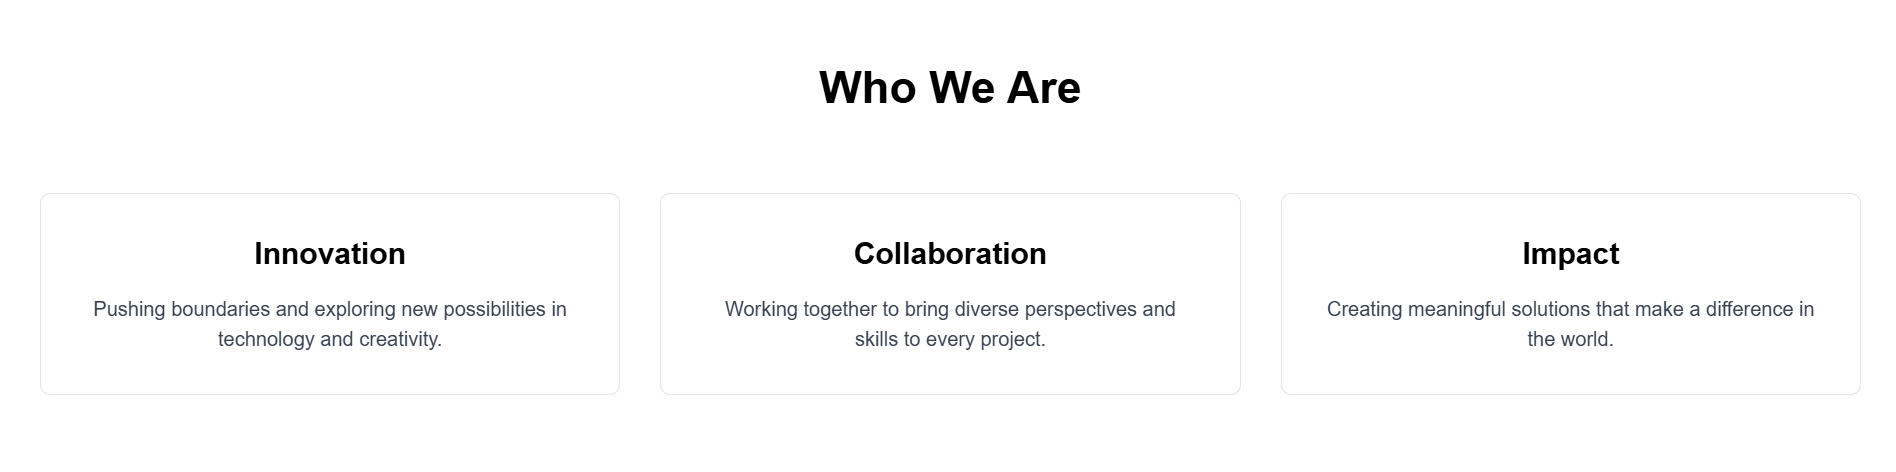 Who We Are
Innovation
Pushing boundaries and exploring new possibilities in
technology and creativity.
Collaboration
Working together to bring diverse perspectives and
skills to every project.
Impact
Creating meaningful solutions that make a difference in
the world.